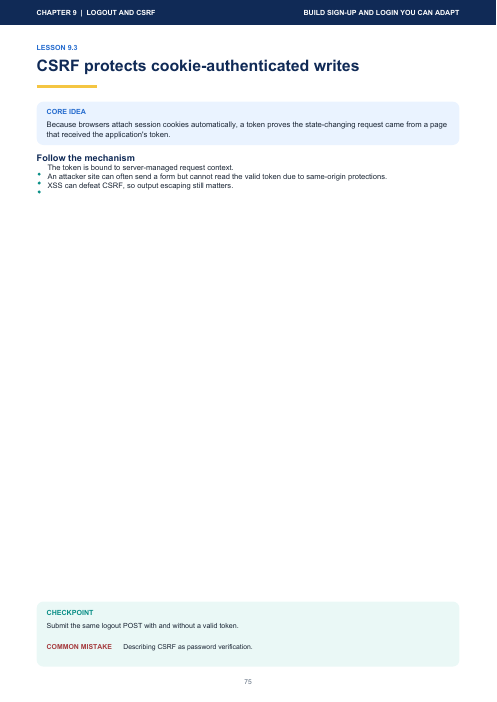 CHAPTER 9 | LOGOUT AND CSRF
BUILD SIGN-UP AND LOGIN YOU CAN ADAPT
LESSON 9.3
CSRF protects cookie-authenticated writes
CORE IDEA
Because browsers attach session cookies automatically, a token proves the state-changing request came from a page
that received the application's token.
Follow the mechanism
The token is bound to server-managed request context.
An attacker site can often send a form but cannot read the valid token due to same-origin protections.
XSS can defeat CSRF, so output escaping still matters.
CHECKPOINT
Submit the same logout POST with and without a valid token.
COMMON MISTAKE Describing CSRF as password verification.
75